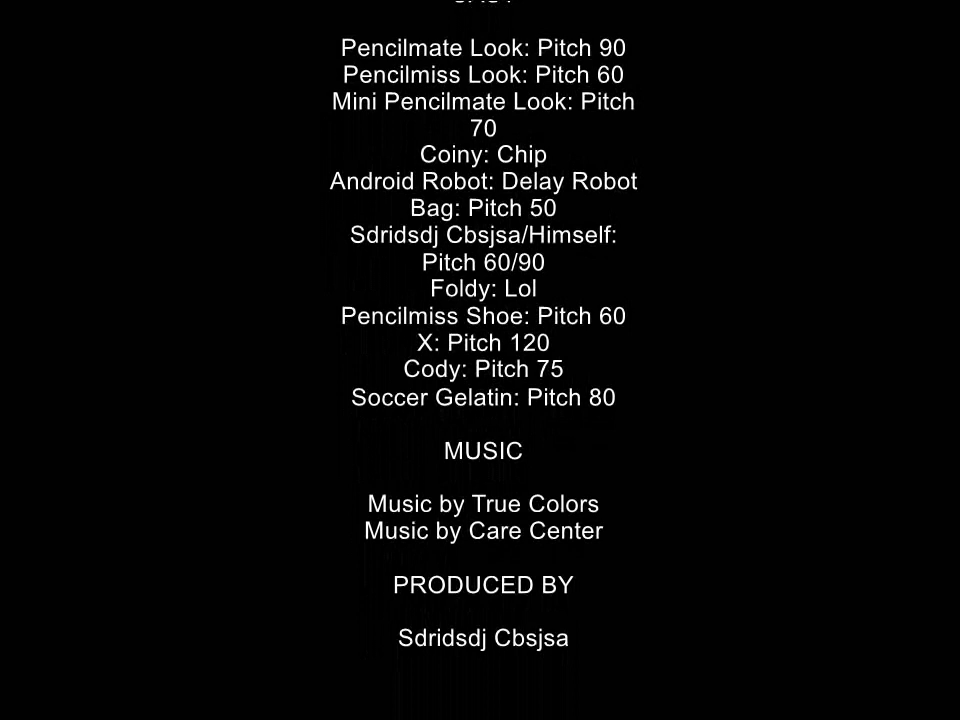 Pencilmate Look: Pitch 90
Pencilmiss Look: Pitch 60
Mini Pencilmate Look: Pitch
70
Coiny: Chip
Android Robot: Delay Robot
Bag: Pitch 50
Sdridsdj Cbsjsa/Himself:
Pitch 60/90
Foldy: Lol
Pencilmiss Shoe: Pitch 60
X: Pitch 120
Cody: Pitch 75
Soccer Gelatin: Pitch 80
MUSIC
Music by True Colors
Music by Care Center
PRODUCED BY
Sdridsdj Cbsjsa